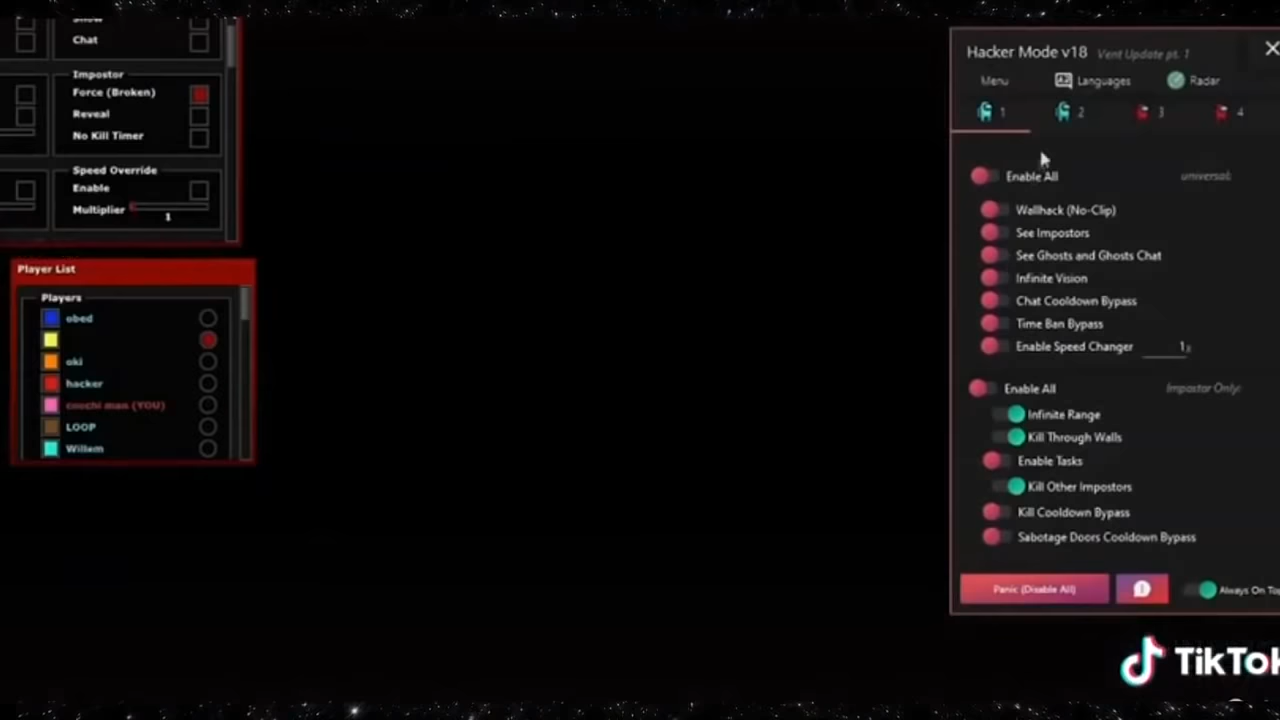 Show
Chat
Impostor
Force (Broken)
Reveal
No Kill Timer
Speed Override
Enable
Multiplier
1
Player List
Players
obed
oki
hacker
(YOU)
LOOP
Willem
Hacker Mode v18 Vent Update pt. 1
Menu Languages Radar
1 2 3 4
Enable All universal:
Wallhack (No-Clip)
See Impostors
See Ghosts and Ghosts Chat
Infinite Vision
Chat Cooldown Bypass
Time Ban Bypass
Enable Speed Changer 1x
Enable All Impostor Only:
Infinite Range
Kill Through Walls
Enable Tasks
Kill Other Impostors
Kill Cooldown Bypass
Sabotage Doors Cooldown Bypass
Panic (Disable All) Always On Top
TikTok